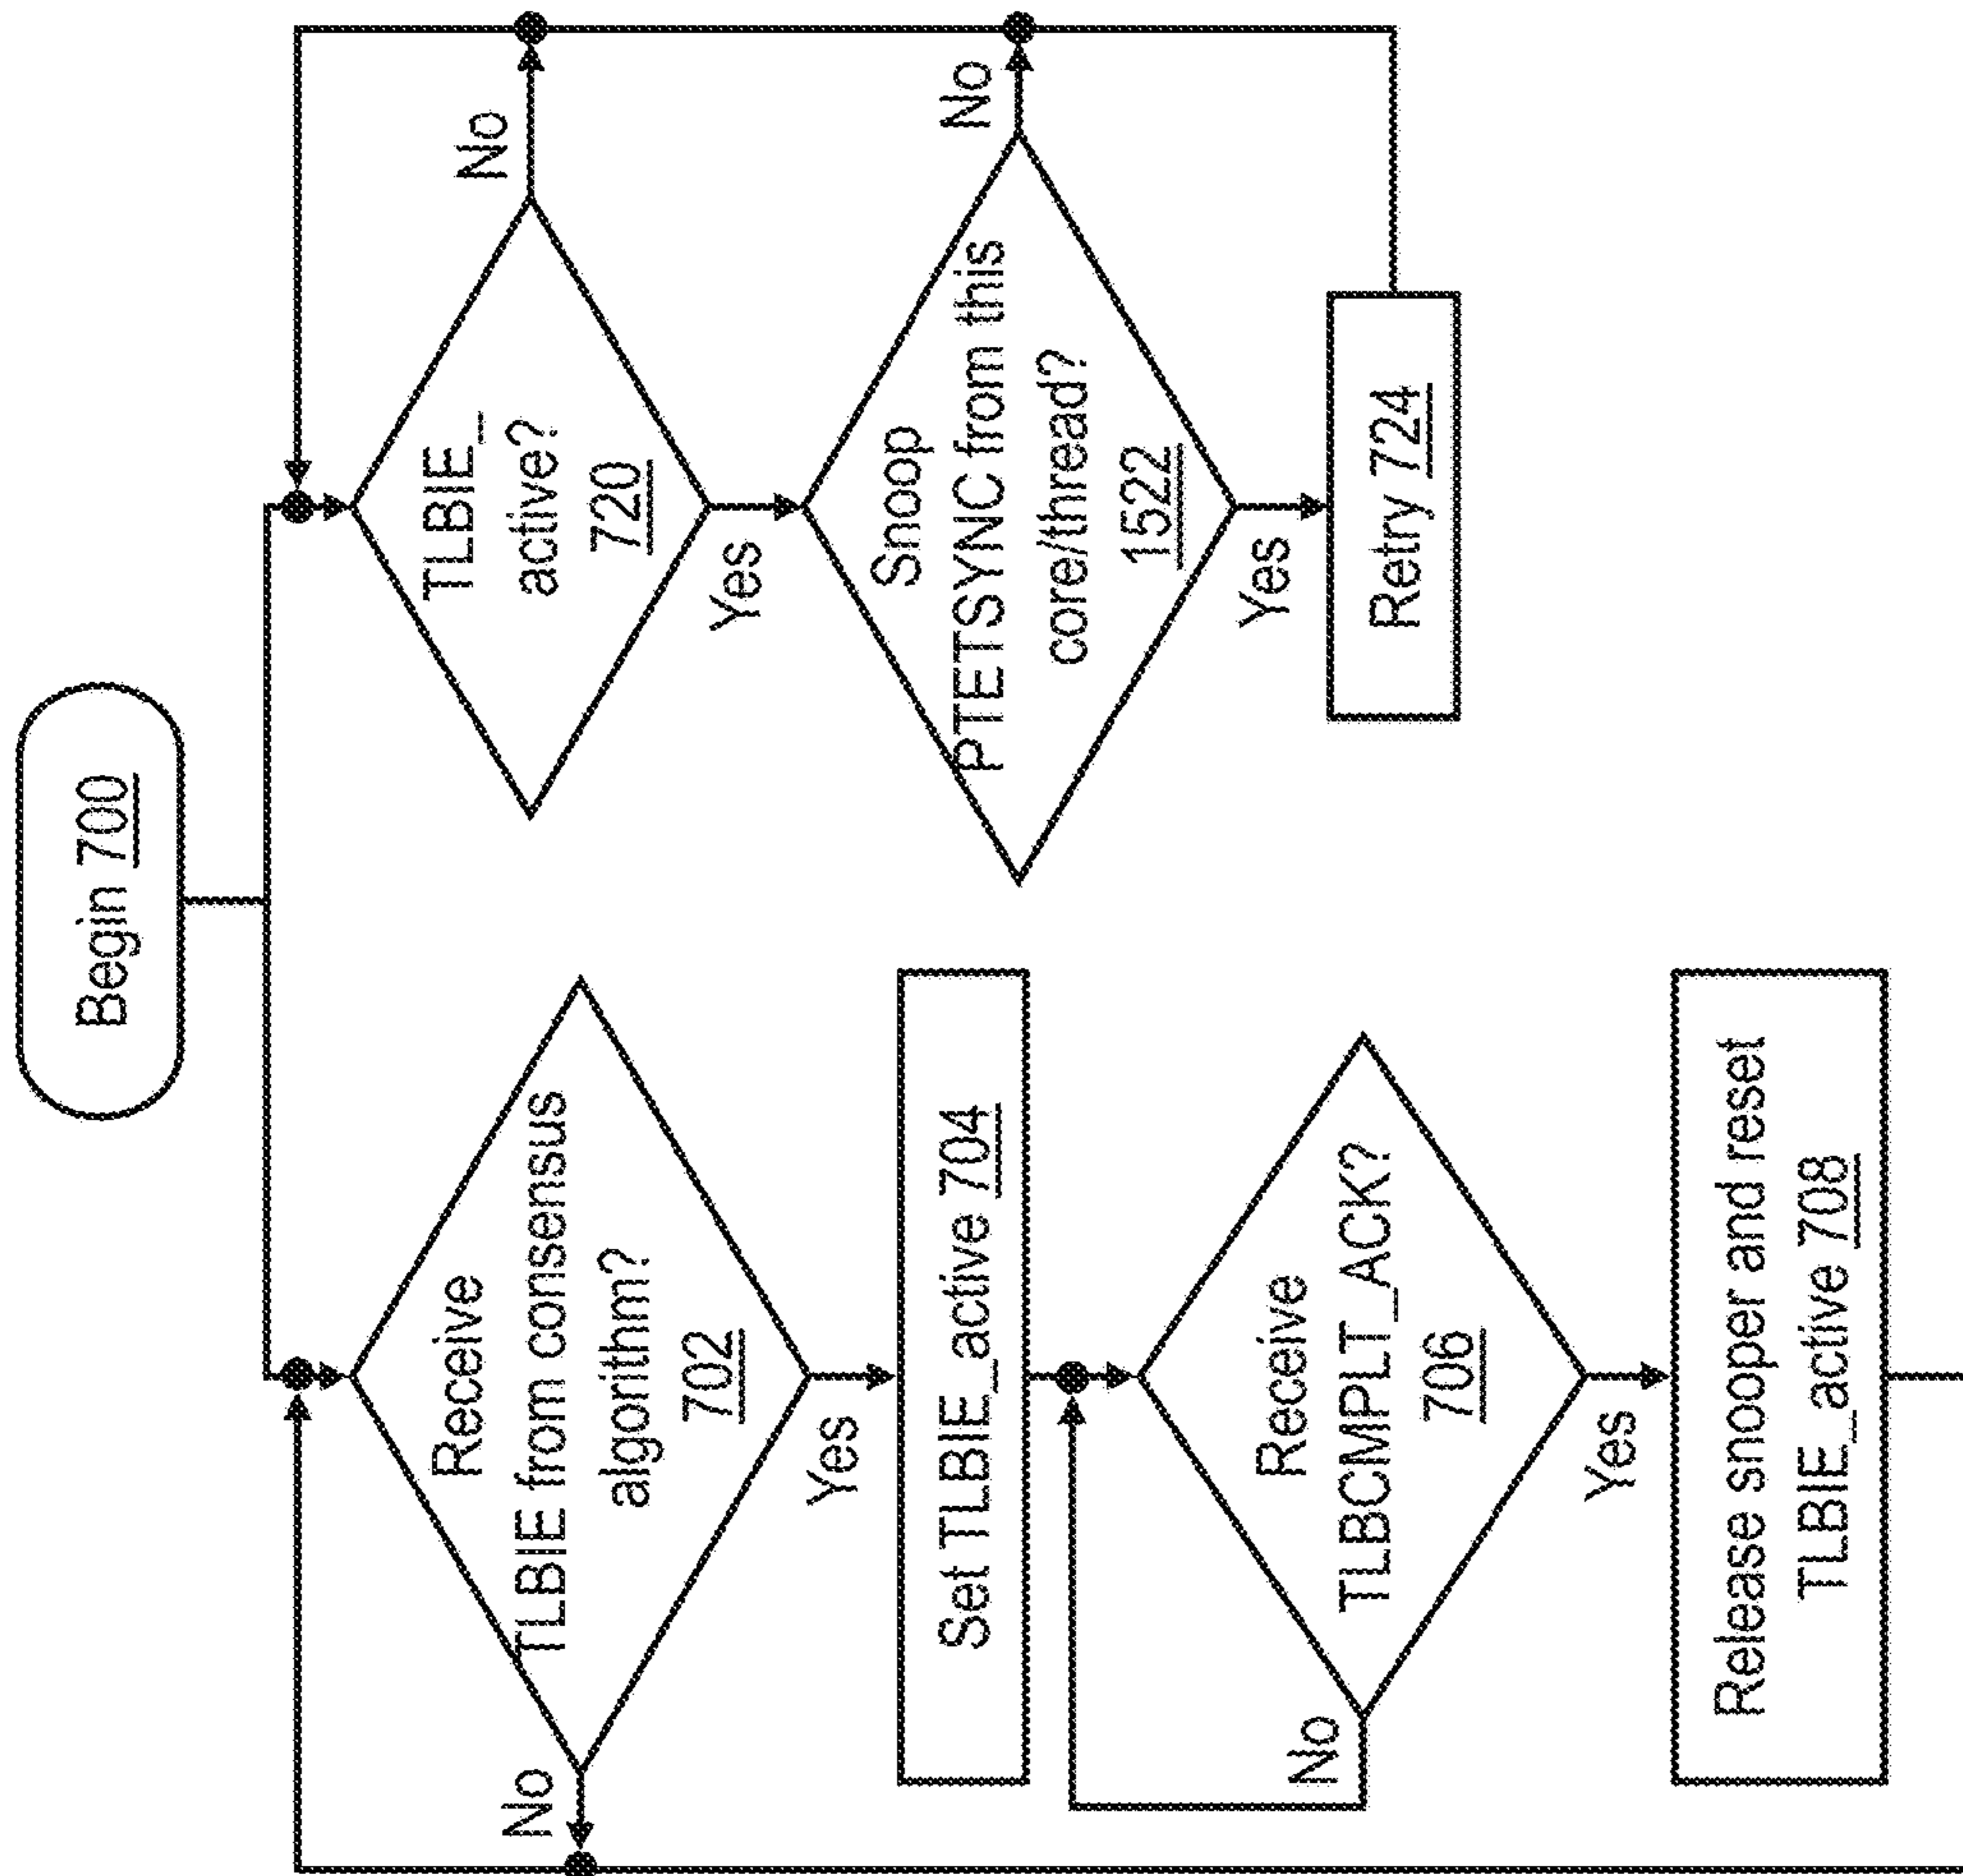 Begin 700
Receive
TLBIE from consensus
algorithm?
702
No
Yes
Set TLBIE_active 704
Receive
TLBCMPLT_ACK?
706
No
Yes
Release snooper and reset
TLBIE_active 708
TLBIE_
active?
720
No
Yes
Snoop
PTETSYNC from this
core/thread?
1522
No
Yes
Retry 724